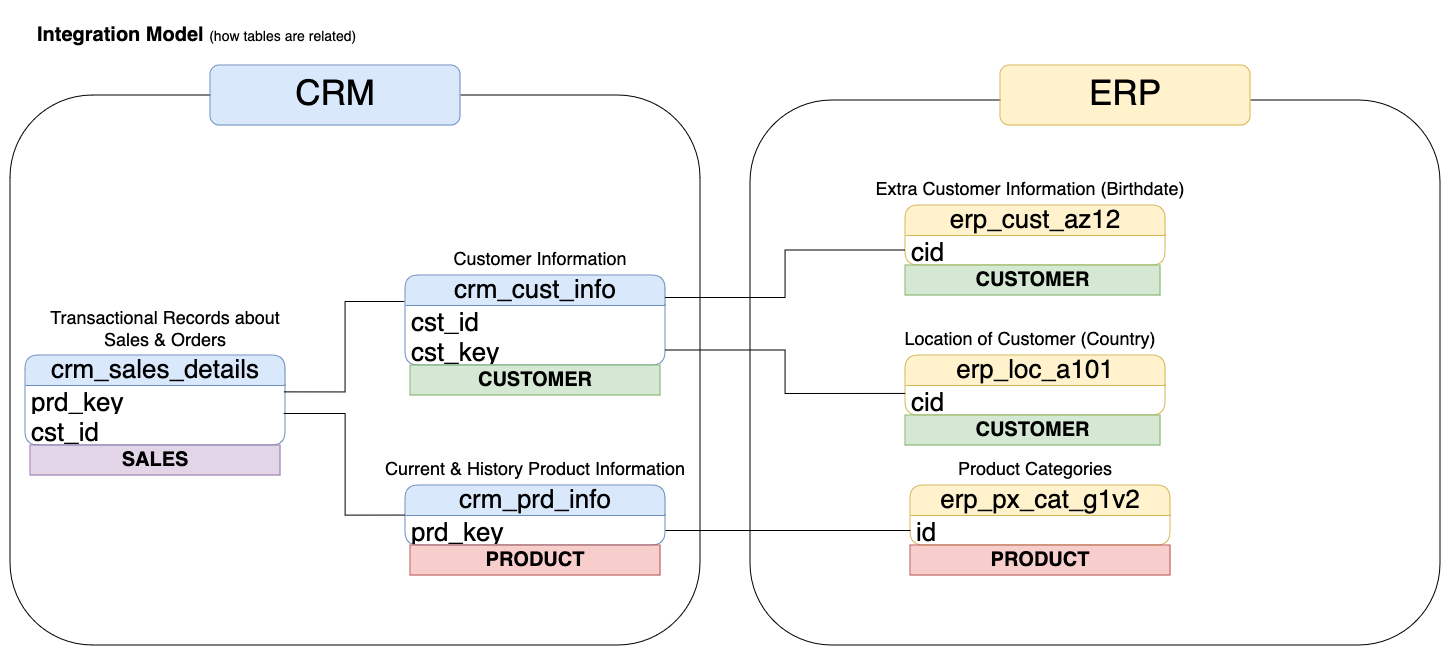 Integration Model (how tables are related)
CRM
Transactional Records about
Sales & Orders
crm_sales_details
prd_key
cst_id
SALES
Customer Information
crm_cust_info
cst_id
cst_key
CUSTOMER
Current & History Product Information
crm_prd_info
prd_key
PRODUCT
ERP
Extra Customer Information (Birthdate)
erp_cust_az12
cid
CUSTOMER
Location of Customer (Country)
erp_loc_a101
cid
CUSTOMER
Product Categories
erp_px_cat_g1v2
id
PRODUCT